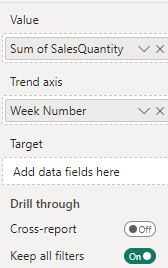 Value
Sum of SalesQuantity
Trend axis
Week Number
Target
Add data fields here
Drill through
Cross-report
Off
Keep all filters
On